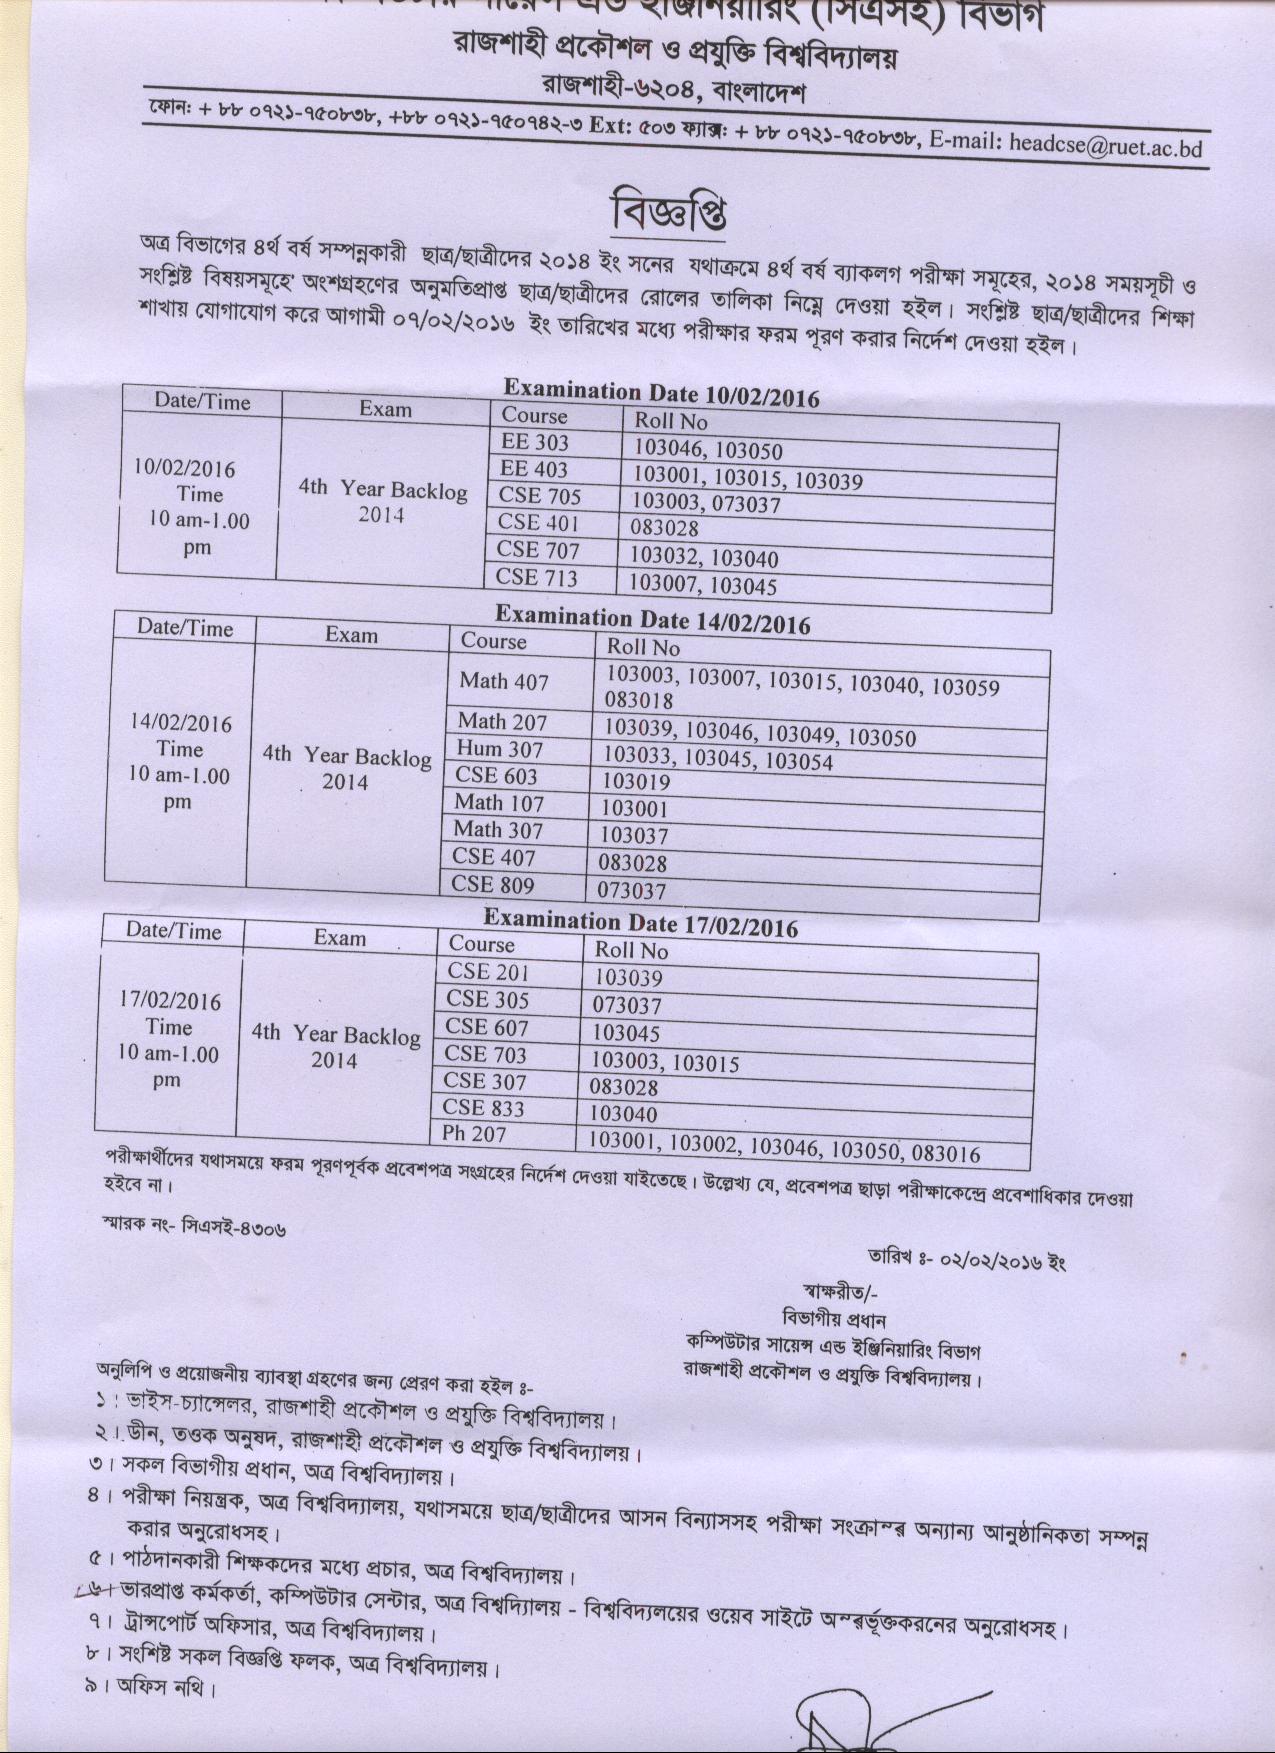 এন্ড ইঞ্জিনিয়ারিং (সিএসই) বিভাগ
রাজশাহী প্রকৌশল ও প্রযুক্তি বিশ্ববিদ্যালয়
রাজশাহী-৬২০৪, বাংলাদেশ
ফোনঃ + ৮৮ ০৭২১-৭৫০৮৩৮, +৮৮ ০৭২১-৭৫০৭৪২-৩ Ext: ৫০৩ ফ্যাক্সঃ + ৮৮ ০৭২১-৭৫০৮৩৮, E-mail: headcse@ruet.ac.bd
বিজ্ঞপ্তি
অত্র বিভাগের ৪র্থ বর্ষ সম্পন্নকারী ছাত্র/ছাত্রীদের ২০১৪ ইং সনের যথাক্রমে ৪র্থ বর্ষ ব্যাকলগ পরীক্ষা সমূহের, ২০১৪ সময়সূচী ও
সংশ্লিষ্ট বিষয়সমূহে অংশগ্রহণের অনুমতিপ্রাপ্ত ছাত্র/ছাত্রীদের রোলের তালিকা নিম্নে দেওয়া হইল। সংশ্লিষ্ট ছাত্র/ছাত্রীদের শিক্ষা
শাখায় যোগাযোগ করে আগামী ০৭/০২/২০১৬ ইং তারিখের মধ্যে পরীক্ষার ফরম পূরণ করার নির্দেশ দেওয়া হইল।
Examination Date 10/02/2016
Date/Time Exam Course Roll No
10/02/2016
Time
10 am-1.00
pm
4th Year Backlog
2014
EE 303 103046, 103050
EE 403 103001, 103015, 103039
CSE 705 103003, 073037
CSE 401 083028
CSE 707 103032, 103040
CSE 713 103007, 103045
Examination Date 14/02/2016
Date/Time Exam Course Roll No
14/02/2016
Time
10 am-1.00
pm
4th Year Backlog
2014
Math 407 103003, 103007, 103015, 103040, 103059
083018
Math 207 103039, 103046, 103049, 103050
Hum 307 103033, 103045, 103054
CSE 603 103019
Math 107 103001
Math 307 103037
CSE 407 083028
CSE 809 073037
Examination Date 17/02/2016
Date/Time Exam Course Roll No
17/02/2016
Time
10 am-1.00
pm
4th Year Backlog
2014
CSE 201 103039
CSE 305 073037
CSE 607 103045
CSE 703 103003, 103015
CSE 307 083028
CSE 833 103040
Ph 207 103001, 103002, 103046, 103050, 083016
পরীক্ষার্থীদের যথাসময়ে ফরম পূরণপূর্বক প্রবেশপত্র সংগ্রহের নির্দেশ দেওয়া যাইতেছে। উল্লেখ্য যে, প্রবেশপত্র ছাড়া পরীক্ষাকেন্দ্রে প্রবেশাধিকার দেওয়া
হইবে না।
স্মারক নং- সিএসই-৪৩০৬
তারিখ ঃ- ০২/০২/২০১৬ ইং
স্বাক্ষরীত/-
বিভাগীয় প্রধান
কম্পিউটার সায়েন্স এন্ড ইঞ্জিনিয়ারিং বিভাগ
রাজশাহী প্রকৌশল ও প্রযুক্তি বিশ্ববিদ্যালয়।
অনুলিপি ও প্রয়োজনীয় ব্যাবস্থা গ্রহণের জন্য প্রেরণ করা হইল ঃ-
১। ভাইস-চ্যান্সেলর, রাজশাহী প্রকৌশল ও প্রযুক্তি বিশ্ববিদ্যালয়।
২। ডীন, তওক অনুষদ, রাজশাহী প্রকৌশল ও প্রযুক্তি বিশ্ববিদ্যালয়।
৩। সকল বিভাগীয় প্রধান, অত্র বিশ্ববিদ্যালয়।
৪। পরীক্ষা নিয়ন্ত্রক, অত্র বিশ্ববিদ্যালয়, যথাসময়ে ছাত্র/ছাত্রীদের আসন বিন্যাসসহ পরীক্ষা সংক্রান্ত অন্যান্য আনুষ্ঠানিকতা সম্পন্ন
করার অনুরোধসহ।
৫। পাঠদানকারী শিক্ষকদের মধ্যে প্রচার, অত্র বিশ্ববিদ্যালয়।
৬। ভারপ্রাপ্ত কর্মকর্তা, কম্পিউটার সেন্টার, অত্র বিশ্বদ্যিালয় - বিশ্ববিদ্যলয়ের ওয়েব সাইটে অন্তর্ভূক্তকরনের অনুরোধসহ।
৭। ট্রান্সপোর্ট অফিসার, অত্র বিশ্ববিদ্যালয়।
৮। সংশিষ্ট সকল বিজ্ঞপ্তি ফলক, অত্র বিশ্ববিদ্যালয়।
৯। অফিস নথি।